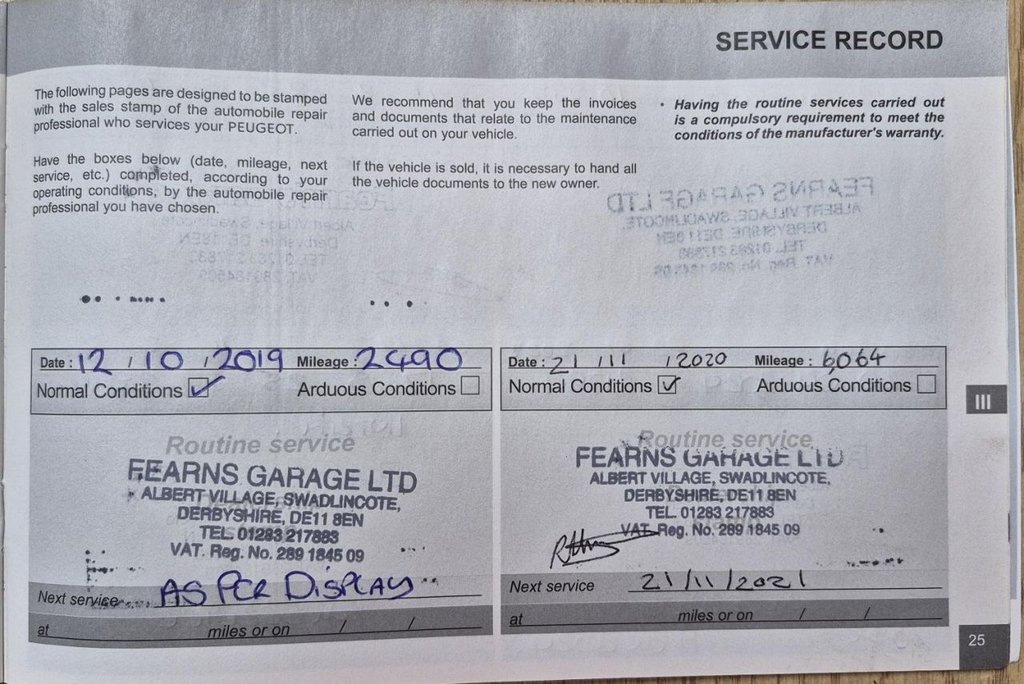 SERVICE RECORD
The following pages are designed to be stamped
with the sales stamp of the automobile repair
professional who services your PEUGEOT.
Have the boxes below (date, mileage, next
service, etc.) completed, according to your
operating conditions, by the automobile repair
professional you have chosen.
We recommend that you keep the invoices
and documents that relate to the maintenance
carried out on your vehicle.
If the vehicle is sold, it is necessary to hand all
the vehicle documents to the new owner.
• Having the routine services carried out
is a compulsory requirement to meet the
conditions of the manufacturer's warranty.
Date : 12 / 10 / 2019 Mileage : 2490
Normal Conditions Arduous Conditions
Routine service
FEARNS GARAGE LTD
ALBERT VILLAGE, SWADLINCOTE,
DERBYSHIRE, DE11 8EN
TEL. 01283 217883
VAT. Reg. No. 289 1845 09
Next service AS PER DISPLAY
at miles or on / /
Date : 21 / 11 / 2020 Mileage : 6,064
Normal Conditions Arduous Conditions
Routine service
FEARNS GARAGE LTD
ALBERT VILLAGE, SWADLINCOTE,
DERBYSHIRE, DE11 8EN
TEL. 01283 217883
VAT. Reg. No. 289 1845 09
Next service 21/11/2021
at miles or on / /
III
25